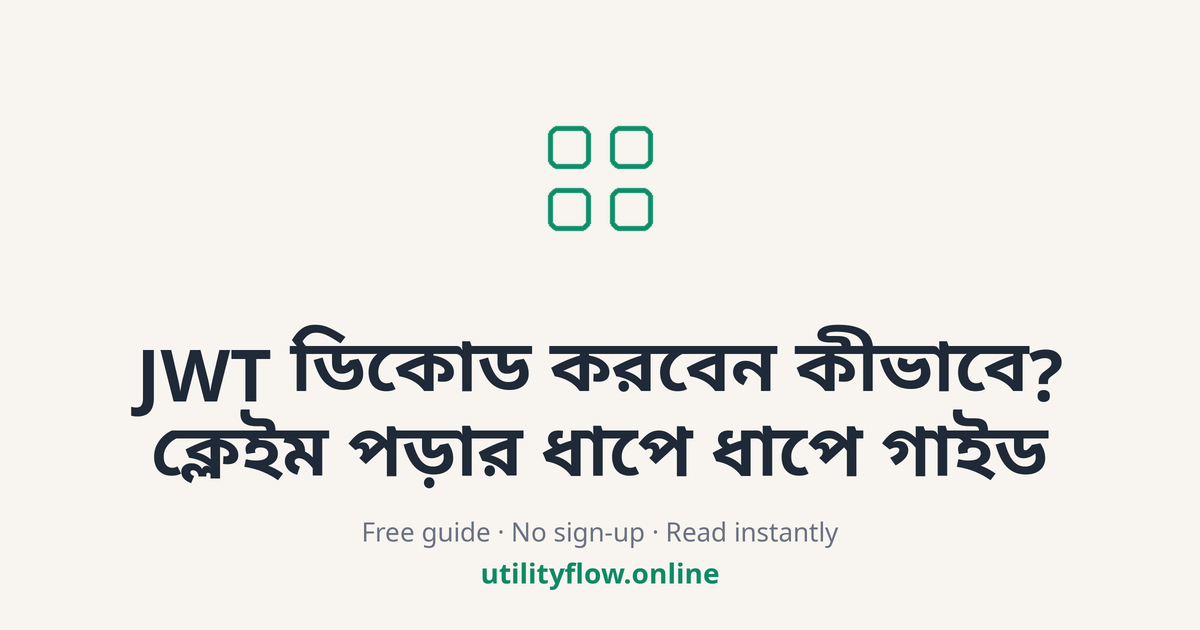 JWT ডিকোড করবেন কীভাবে?
ক্লেইম পড়ার ধাপে ধাপে গাইড
Free guide · No sign-up · Read instantly
utilityflow.online